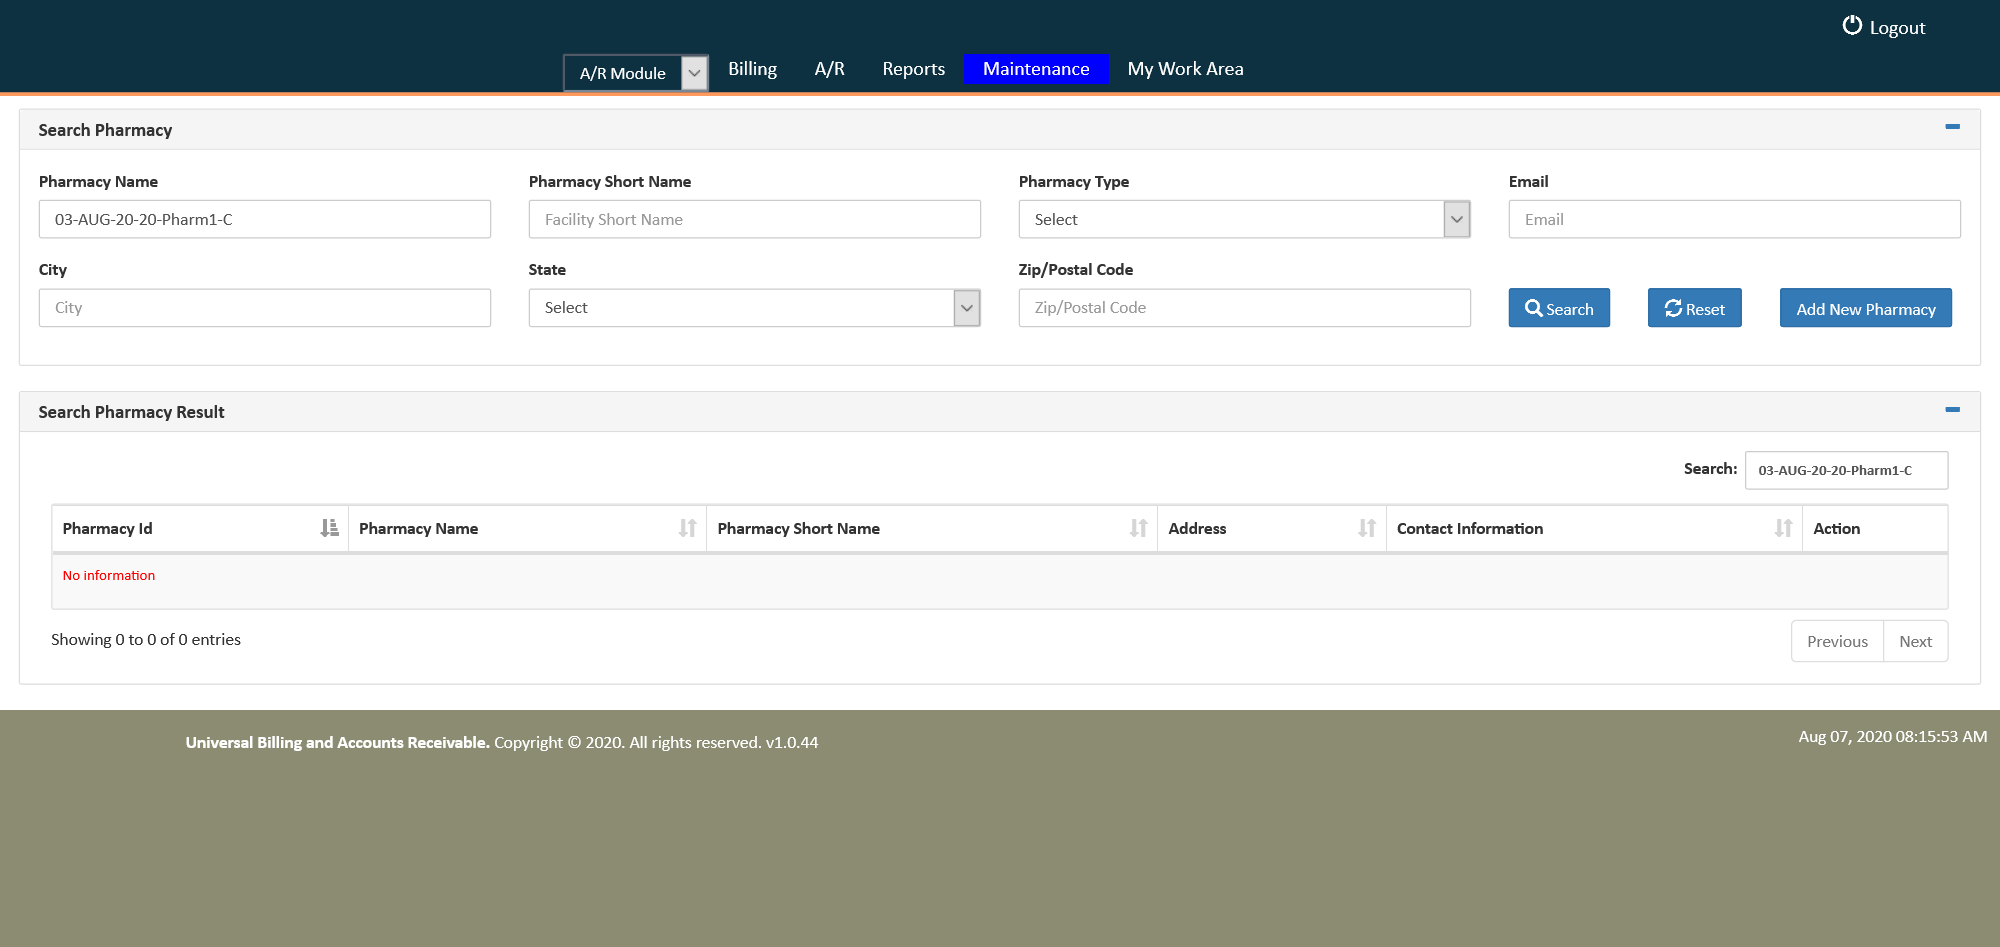 Logout
A/R Module Billing A/R Reports Maintenance My Work Area
Search Pharmacy
Pharmacy Name Pharmacy Short Name Pharmacy Type Email
03-AUG-20-20-Pharm1-C Facility Short Name Select Email
City State Zip/Postal Code
City Select Zip/Postal Code Search Reset Add New Pharmacy
Search Pharmacy Result
Search: 03-AUG-20-20-Pharm1-C
Pharmacy Id Pharmacy Name Pharmacy Short Name Address Contact Information Action
No information
Showing 0 to 0 of 0 entries Previous Next
Universal Billing and Accounts Receivable. Copyright © 2020. All rights reserved. v1.0.44 Aug 07, 2020 08:15:53 AM